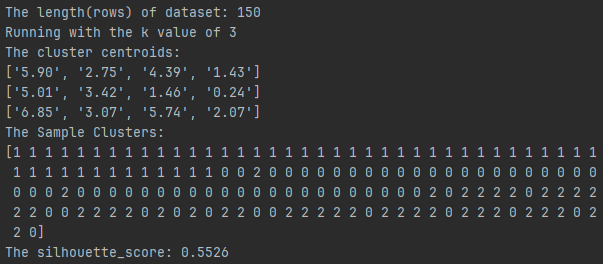 The length(rows) of dataset: 150
Running with the k value of 3
The cluster centroids:
['5.90', '2.75', '4.39', '1.43']
['5.01', '3.42', '1.46', '0.24']
['6.85', '3.07', '5.74', '2.07']
The Sample Clusters:
[1 1 1 1 1 1 1 1 1 1 1 1 1 1 1 1 1 1 1 1 1 1 1 1 1 1 1 1 1 1 1 1 1 1 1 1 1
1 1 1 1 1 1 1 1 1 1 1 1 1 0 0 2 0 0 0 0 0 0 0 0 0 0 0 0 0 0 0 0 0 0 0 0 0
0 0 0 2 0 0 0 0 0 0 0 0 0 0 0 0 0 0 0 0 0 0 0 0 0 0 2 0 2 2 2 2 0 2 2 2 2
2 2 0 0 2 2 2 2 0 2 0 2 0 2 2 0 0 2 2 2 2 2 0 2 2 2 2 0 2 2 2 0 2 2 2 0 2
2 0]
The silhouette_score: 0.5526